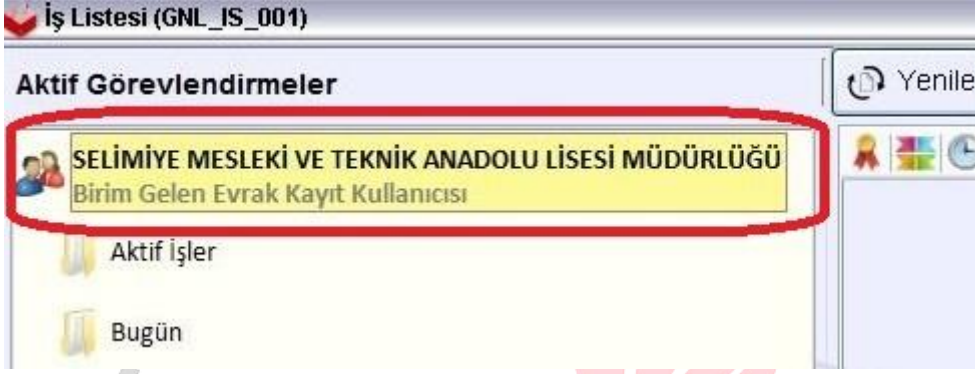 İş Listesi (GNL_IS_001)
Aktif Görevlendirmeler
Yenile
SELİMİYE MESLEKİ VE TEKNİK ANADOLU LİSESİ MÜDÜRLÜĞÜ
Birim Gelen Evrak Kayıt Kullanıcısı
Aktif İşler
Bugün